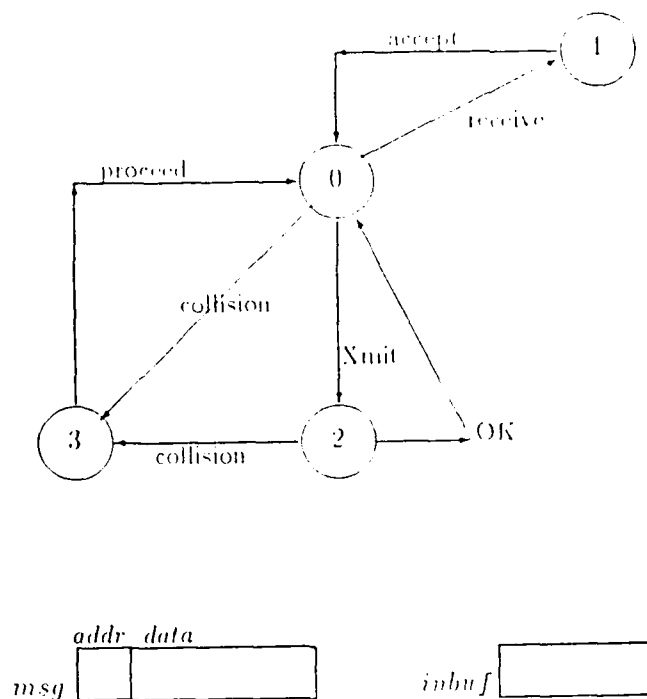 accept
1
receive
proceed
0
collision
Xmit
3
2
OK
collision
addr data
msg
inbuf